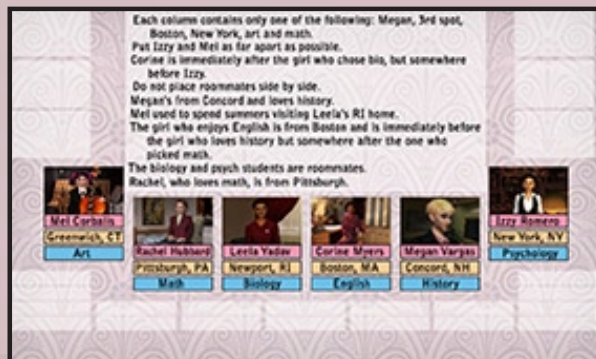 Each column contains only one of the following: Megan, 3rd spot,
Boston, New York, art and math.
Put Izzy and Mel as far apart as possible.
Corine is immediately after the girl who chose bio, but somewhere
before Izzy.
Do not place roommates side by side.
Megan's from Concord and loves history.
Mel used to spend summers visiting Leela's RI home.
The girl who enjoys English is from Boston and is immediately before
the girl who loves history but somewhere after the one who
picked math.
The biology and psych students are roommates.
Rachel, who loves math, is from Pittsburgh.
Mel Corbalis
Greenwich, CT
Art
Rachel Hubbard
Pittsburgh, PA
Math
Leela Yadav
Newport, RI
Biology
Corine Myers
Boston, MA
English
Megan Vargas
Concord, NH
History
Izzy Romero
New York, NY
Psychology